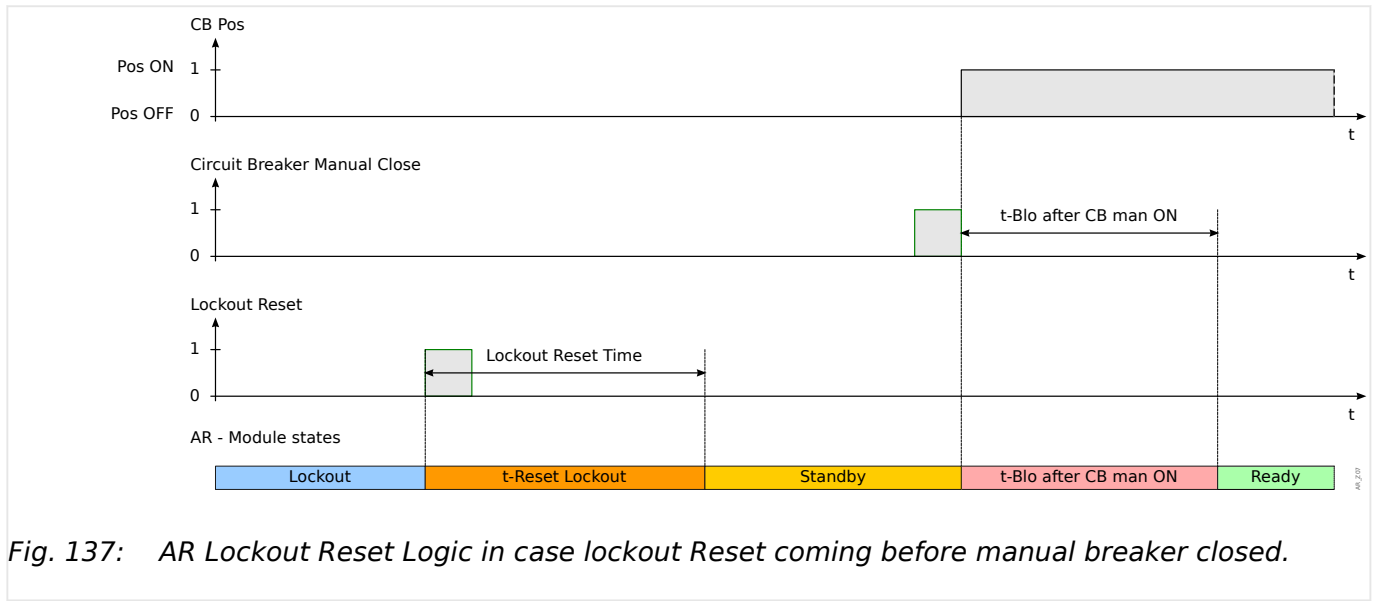 CB Pos
Pos ON 1
Pos OFF 0
t
Circuit Breaker Manual Close
1
t-Blo after CB man ON
0
t
Lockout Reset
1
Lockout Reset Time
0
t
AR - Module states
Lockout t-Reset Lockout Standby t-Blo after CB man ON Ready
AR_Z07
Fig. 137: AR Lockout Reset Logic in case lockout Reset coming before manual breaker closed.